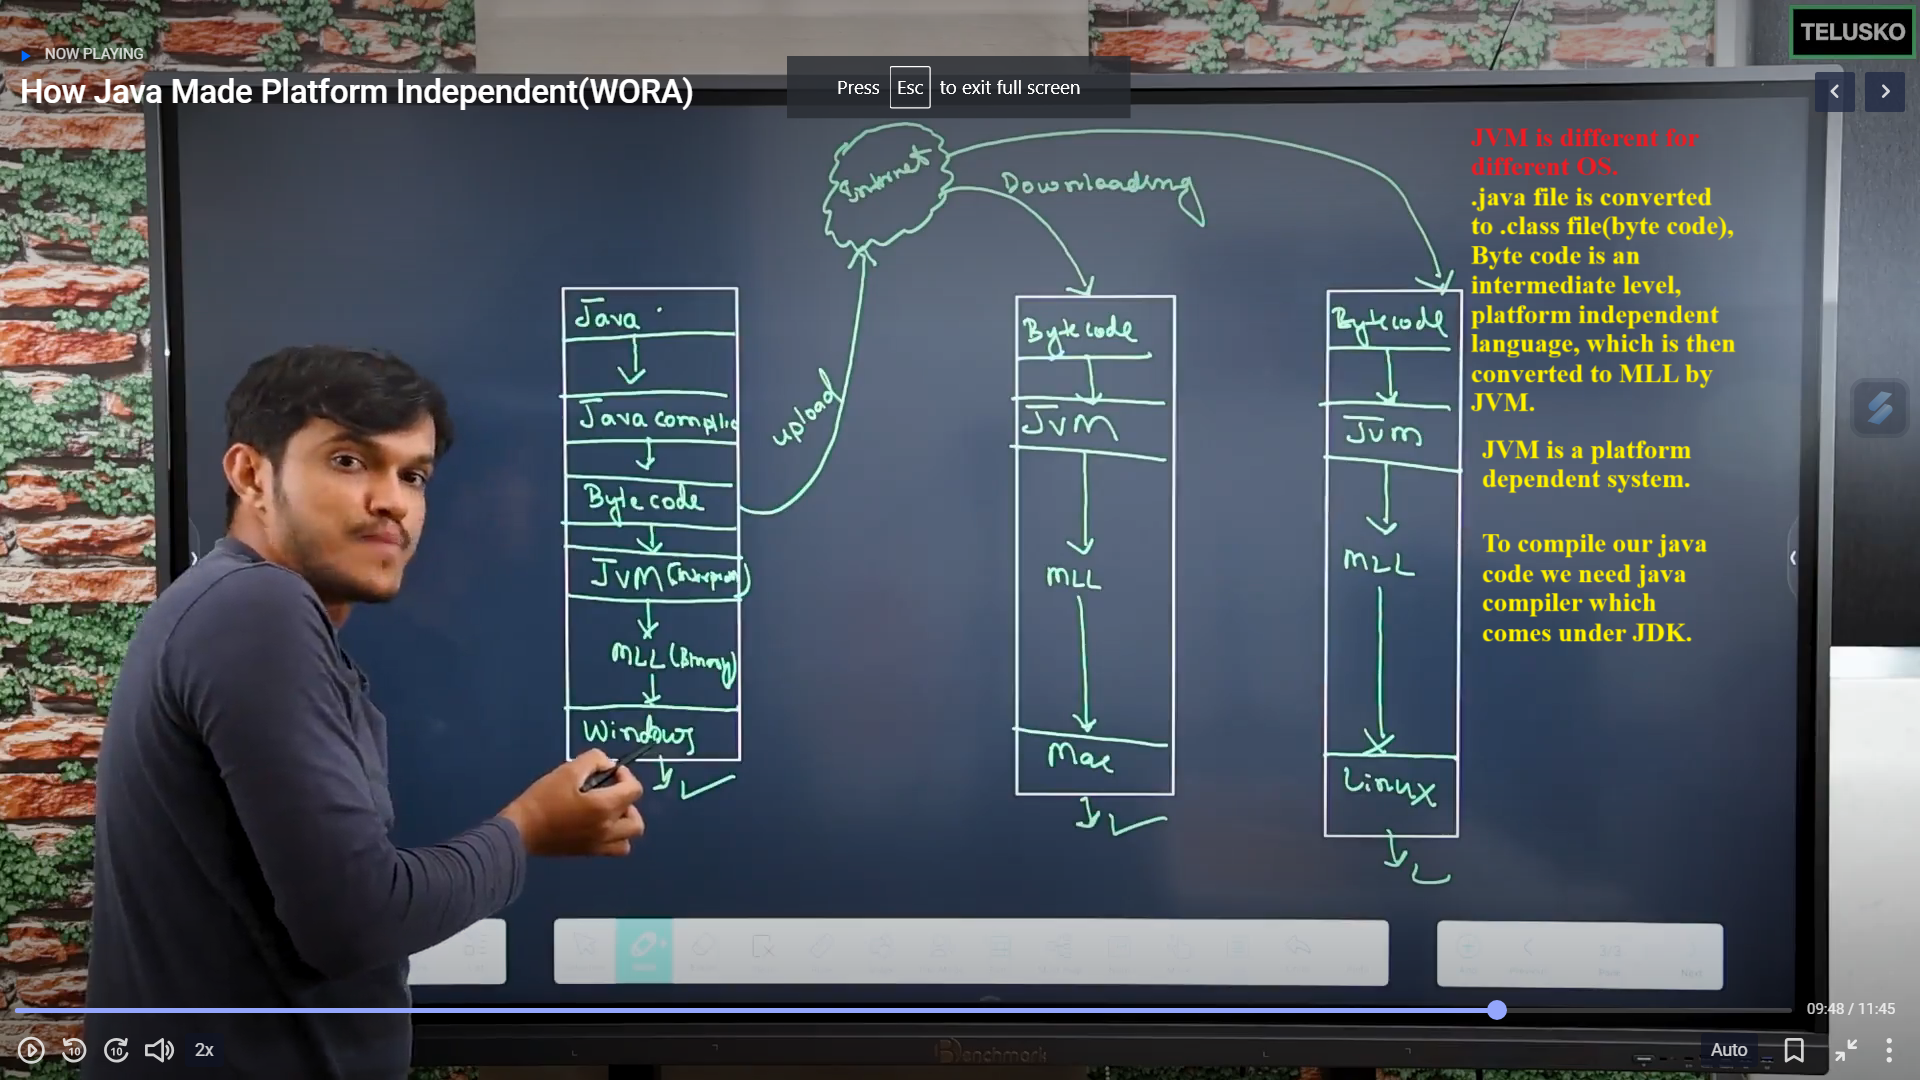 TELUSKO
NOW PLAYING
How Java Made Platform Independent(WORA)
Press Esc to exit full screen
Internet
Downloading
upload
Java
Java complie
Byte code
JVM
MLL (Binary)
Windows
Byte code
JVM
MLL
Mac
Byte code
JVM
MLL
Linux
JVM is different for
different OS.
.java file is converted
to .class file(byte code),
Byte code is an
intermediate level,
platform independent
language, which is then
converted to MLL by
JVM.
JVM is a platform
dependent system.
To compile our java
code we need java
compiler which
comes under JDK.
Next
09:48 / 11:45
10
10
2x
Benchmark
Auto